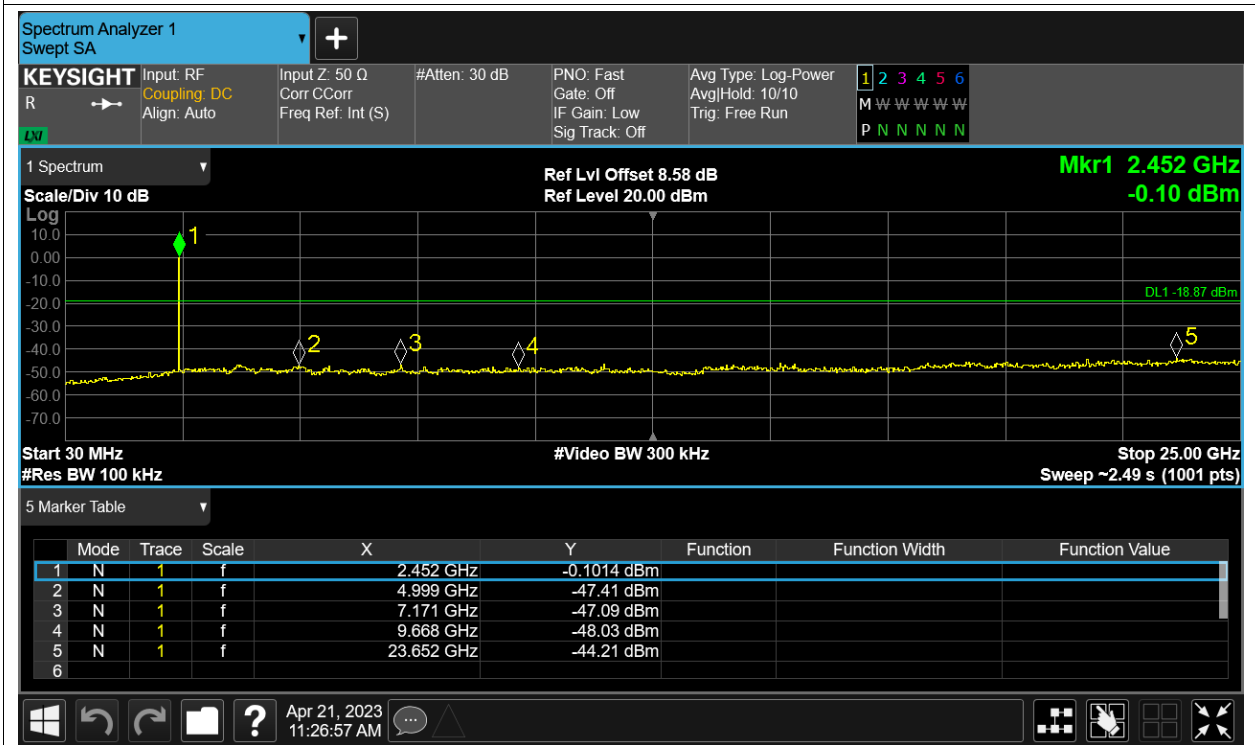 Spectrum Analyzer 1
Swept SA
KEYSIGHT
R
LXI
Input: RF
Coupling: DC
Align: Auto
Input Z: 50 Ω
Corr CCorr
Freq Ref: Int (S)
#Atten: 30 dB
PNO: Fast
Gate: Off
IF Gain: Low
Sig Track: Off
Avg Type: Log-Power
Avg|Hold: 10/10
Trig: Free Run
1 2 3 4 5 6
M W W W W W
P N N N N N
1 Spectrum
Scale/Div 10 dB
Ref Lvl Offset 8.58 dB
Ref Level 20.00 dBm
Mkr1 2.452 GHz
-0.10 dBm
Log
10.0
0.00
-10.0
-20.0
-30.0
-40.0
-50.0
-60.0
-70.0
1
2
3
4
5
DL1 -18.87 dBm
Start 30 MHz
#Res BW 100 kHz
#Video BW 300 kHz
Stop 25.00 GHz
Sweep ~2.49 s (1001 pts)
5 Marker Table
Mode Trace Scale X Y Function Function Width Function Value
1 N 1 f 2.452 GHz -0.1014 dBm
2 N 1 f 4.999 GHz -47.41 dBm
3 N 1 f 7.171 GHz -47.09 dBm
4 N 1 f 9.668 GHz -48.03 dBm
5 N 1 f 23.652 GHz -44.21 dBm
6
?
Apr 21, 2023
11:26:57 AM